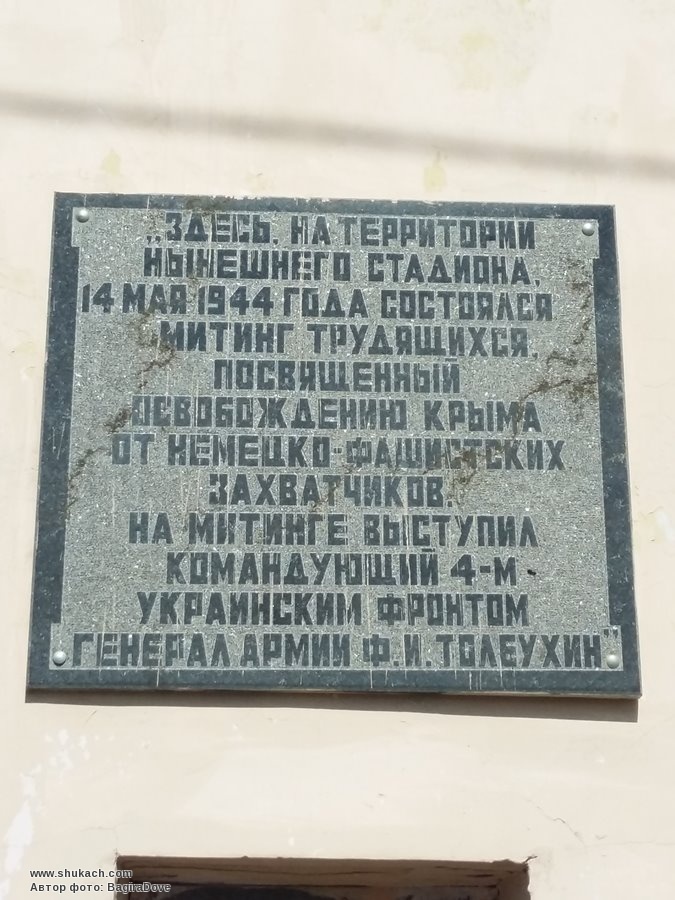 „ЗДЕСЬ, НА ТЕРРИТОРИИ
НЫНЕШНЕГО СТАДИОНА,
14 МАЯ 1944 ГОДА СОСТОЯЛСЯ
МИТИНГ ТРУДЯЩИХСЯ,
ПОСВЯЩЕННЫЙ
ОСВОБОЖДЕНИЮ КРЫМА
ОТ НЕМЕЦКО-ФАШИСТСКИХ
ЗАХВАТЧИКОВ.
НА МИТИНГЕ ВЫСТУПИЛ
КОМАНДУЮЩИЙ 4-М
УКРАИНСКИМ ФРОНТОМ
ГЕНЕРАЛ АРМИИ Ф.И. ТОЛБУХИН"
www.shukach.com
Автор фото: BagiraDove